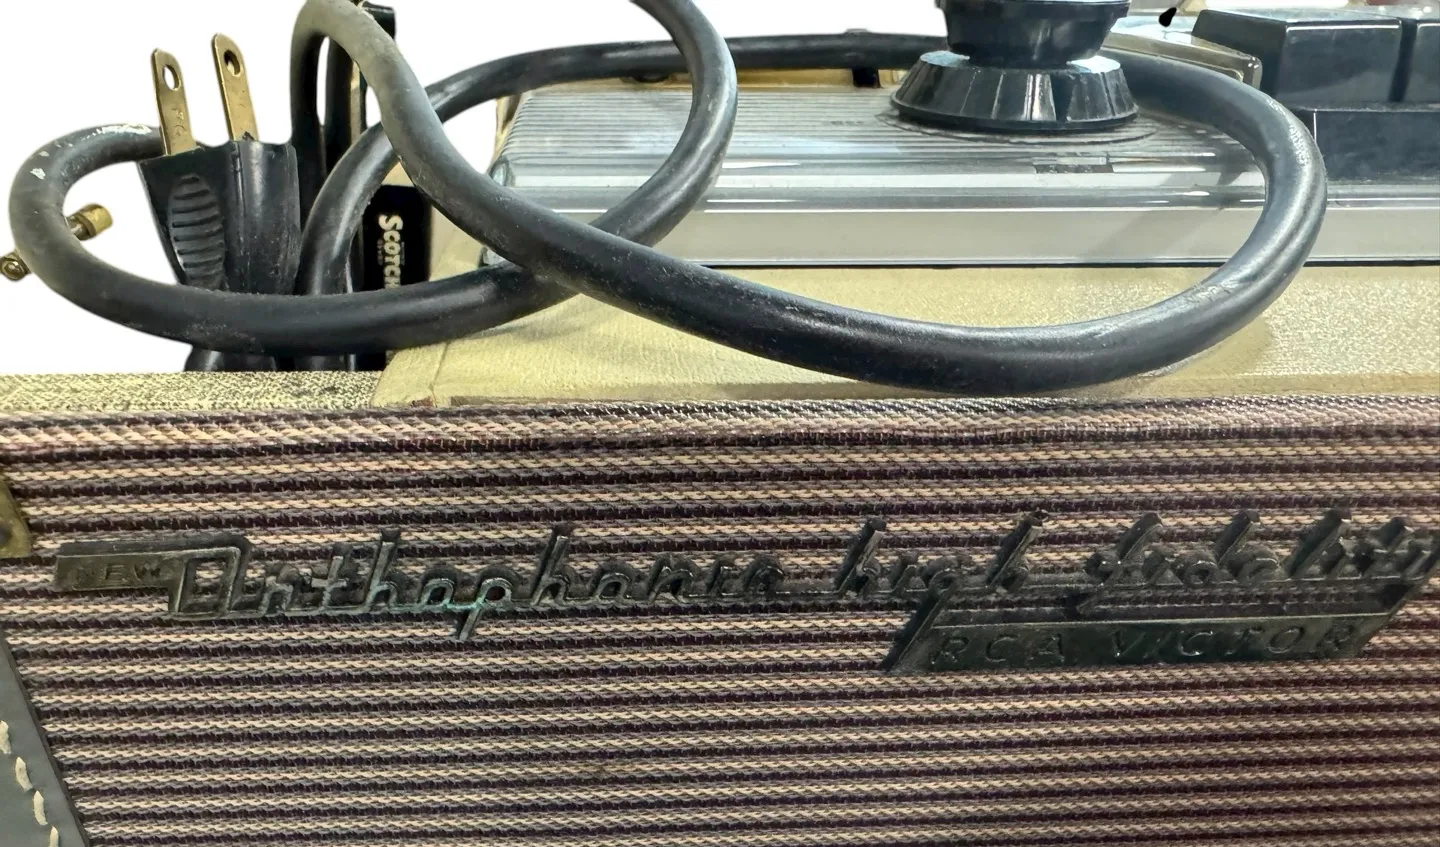 SCOTCH
NEW Orthophonic high fidelity
RCA VICTOR